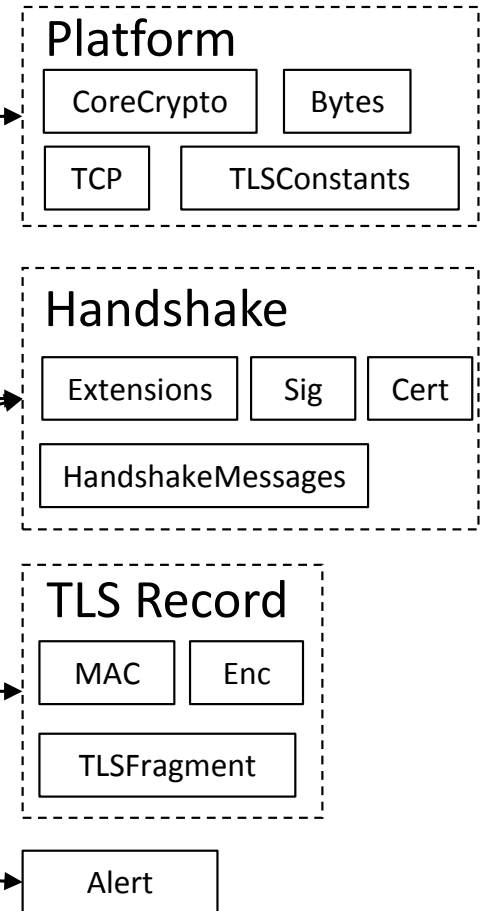 Platform
CoreCrypto Bytes
TCP TLSConstants
Handshake
Extensions Sig Cert
HandshakeMessages
TLS Record
MAC Enc
TLSFragment
Alert